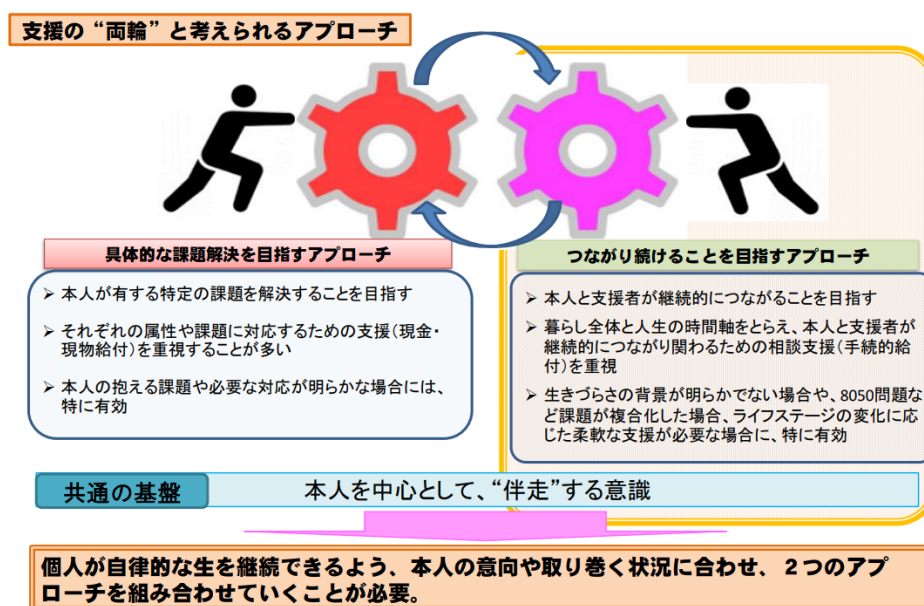 支援の“両輪”と考えられるアプローチ
具体的な課題解決を目指すアプローチ
➢ 本人が有する特定の課題を解決することを目指す
➢ それぞれの属性や課題に対応するための支援（現金・
現物給付）を重視することが多い
➢ 本人の抱える課題や必要な対応が明らかな場合には、
特に有効
つながり続けることを目指すアプローチ
➢ 本人と支援者が継続的につながることを目指す
➢ 暮らし全体と人生の時間軸をとらえ、本人と支援者が
継続的につながり関わるための相談支援（手続的給
付）を重視
➢ 生きづらさの背景が明らかでない場合や、8050問題な
ど課題が複合化した場合、ライフステージの変化に応
じた柔軟な支援が必要な場合に、特に有効
共通の基盤
本人を中心として、“伴走”する意識
個人が自律的な生を継続できるよう、本人の意向や取り巻く状況に合わせ、２つのアプ
ローチを組み合わせていくことが必要。